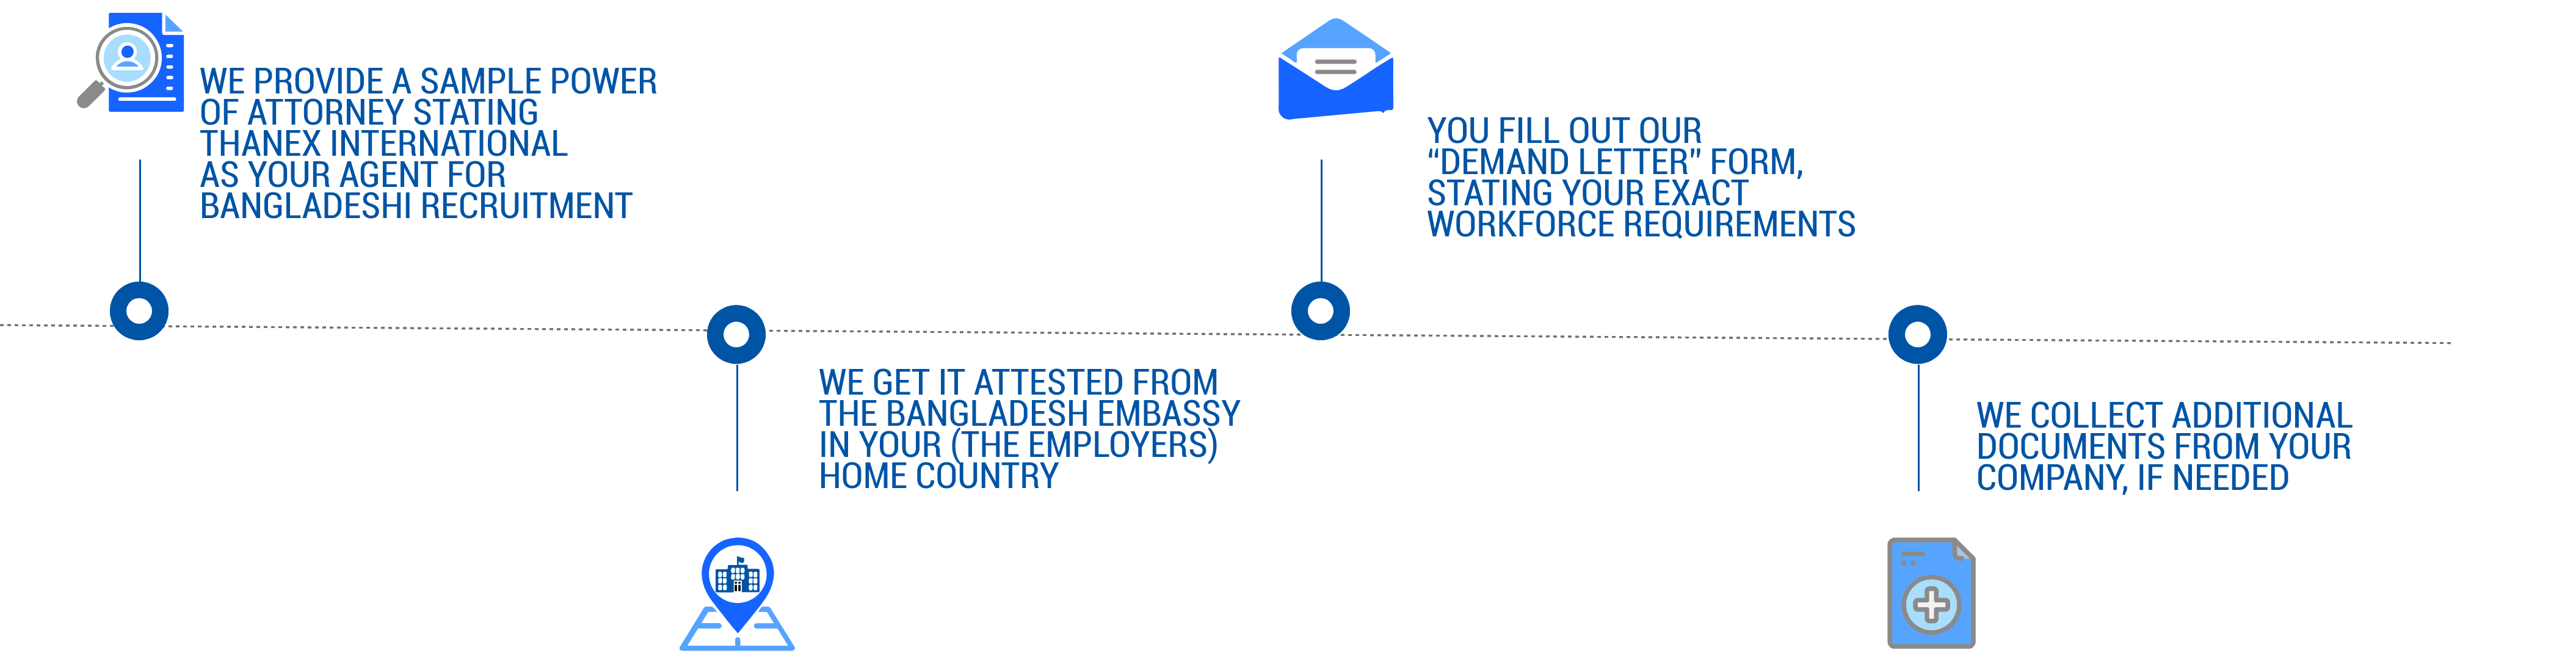 WE PROVIDE A SAMPLE POWER
OF ATTORNEY STATING
THANEX INTERNATIONAL
AS YOUR AGENT FOR
BANGLADESHI RECRUITMENT
WE GET IT ATTESTED FROM
THE BANGLADESH EMBASSY
IN YOUR (THE EMPLOYERS)
HOME COUNTRY
YOU FILL OUT OUR
“DEMAND LETTER” FORM,
STATING YOUR EXACT
WORKFORCE REQUIREMENTS
WE COLLECT ADDITIONAL
DOCUMENTS FROM YOUR
COMPANY, IF NEEDED